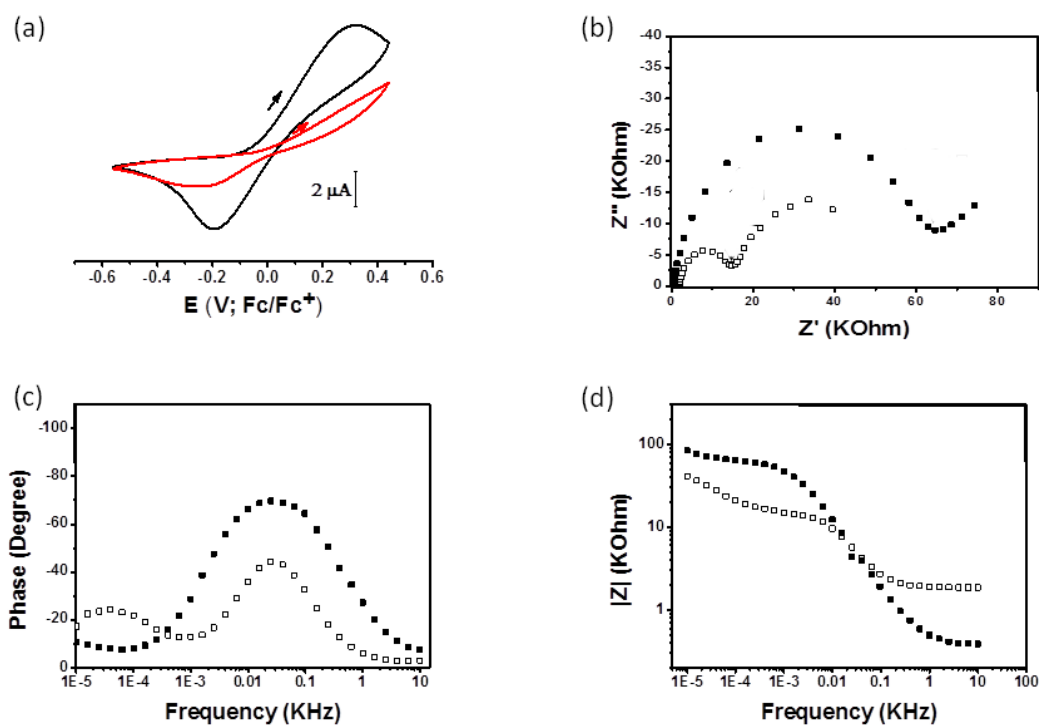 (a)
2 μA
-0.6 -0.4 -0.2 0.0 0.2 0.4 0.6
E (V; Fc/Fc⁺)
(b)
-40
-35
-30
-25
-20
-15
-10
-5
0
Z'' (KOhm)
0 20 40 60 80
Z' (KOhm)
(c)
-100
-80
-60
-40
-20
0
Phase (Degree)
1E-5 1E-4 1E-3 0.01 0.1 1 10
Frequency (KHz)
(d)
100
10
1
|Z| (KOhm)
1E-5 1E-4 1E-3 0.01 0.1 1 10 100
Frequency (KHz)